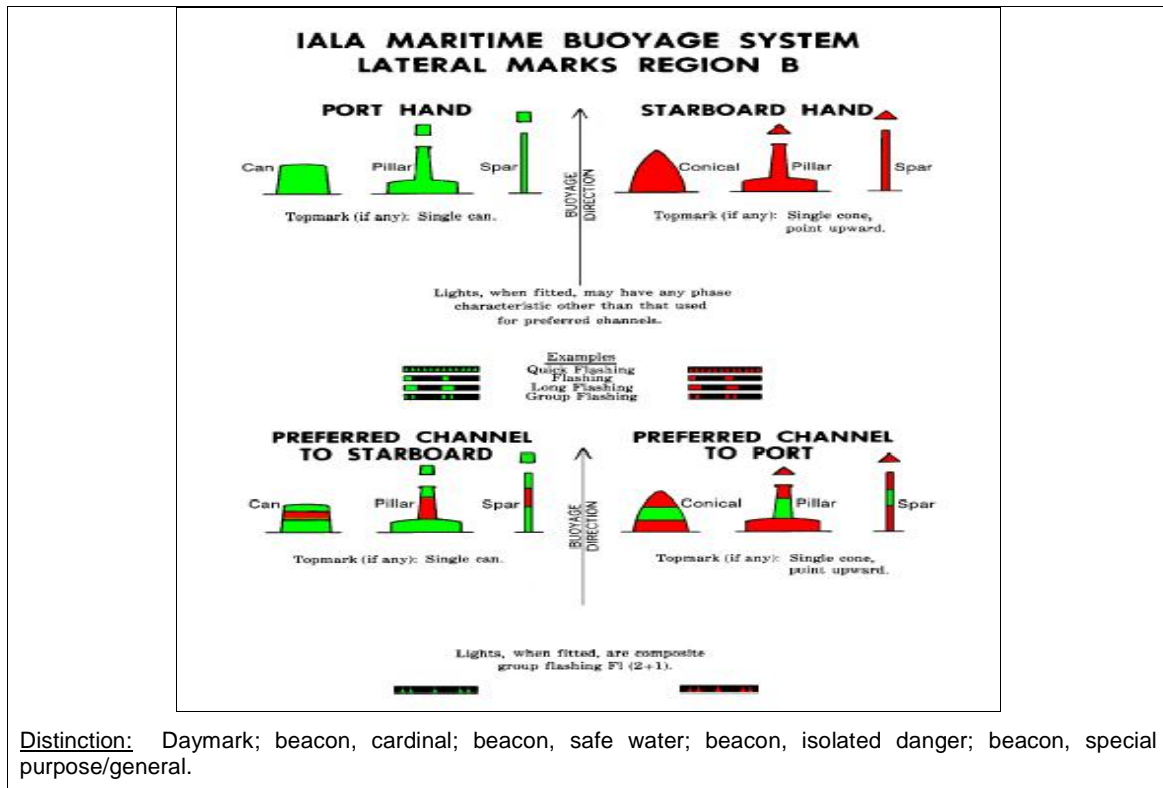 IALA MARITIME BUOYAGE SYSTEM
LATERAL MARKS REGION B
PORT HAND
STARBOARD HAND
Can
Pillar
Spar
BUOYAGE
DIRECTION
Conical
Pillar
Spar
Topmark (if any): Single can.
Topmark (if any): Single cone,
point upward.
Lights, when fitted, may have any phase
characteristic other than that used
for preferred channels.
Examples
Quick Flashing
Flashing
Long Flashing
Group Flashing
PREFERRED CHANNEL
TO STARBOARD
PREFERRED CHANNEL
TO PORT
Can
Pillar
Spar
BUOYAGE
DIRECTION
Conical
Pillar
Spar
Topmark (if any): Single can.
Topmark (if any): Single cone,
point upward.
Lights, when fitted, are composite
group flashing Fl (2+1).
Distinction: Daymark; beacon, cardinal; beacon, safe water; beacon, isolated danger; beacon, special
purpose/general.